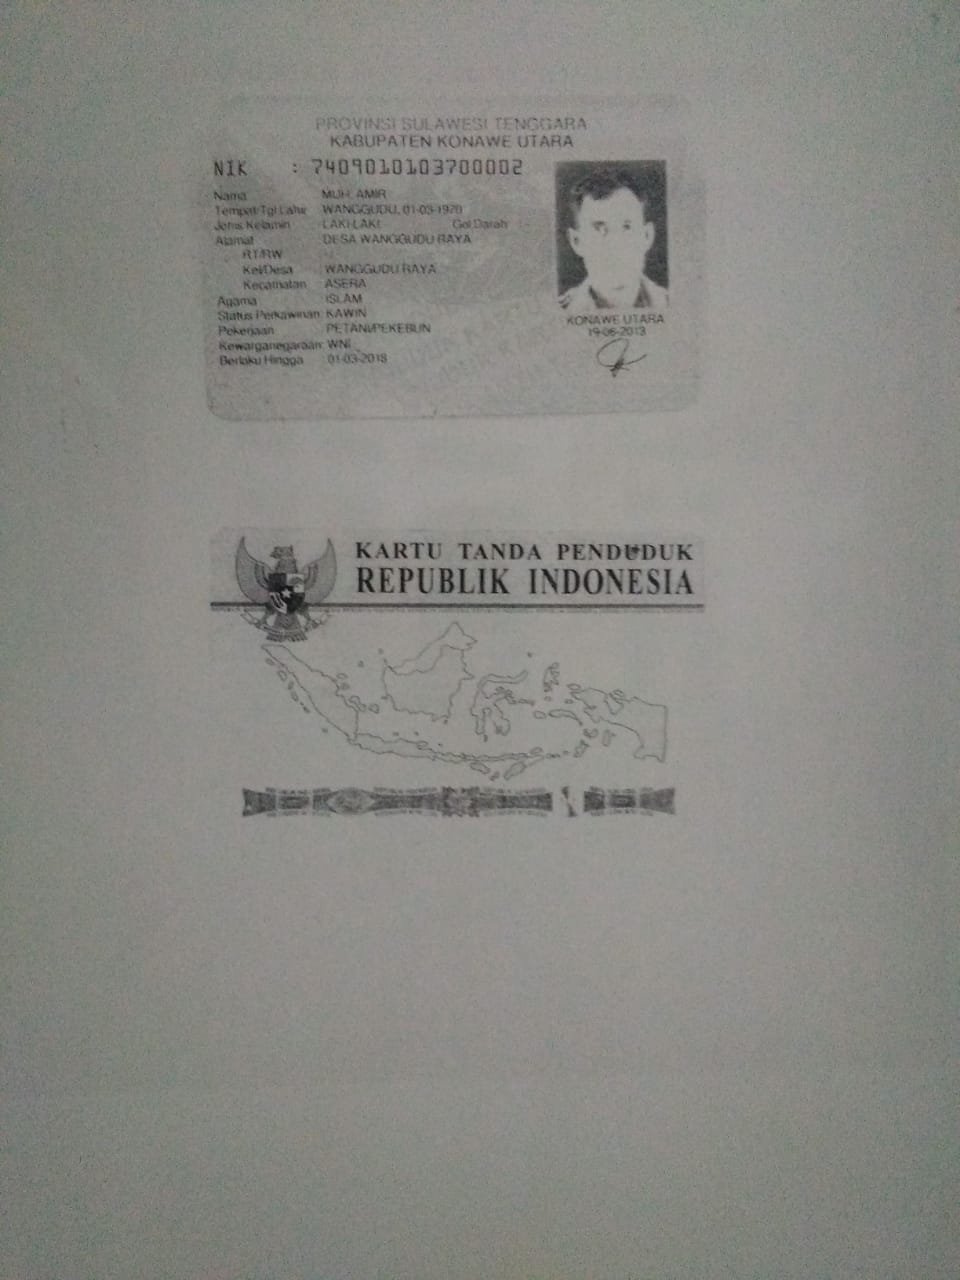 PROVINSI SULAWESI TENGGARA
KABUPATEN KONAWE UTARA
NIK : 7409010103700002
Nama MUH. AMIR
Tempat/Tgl Lahir WANGGUDU, 01-03-1970
Jenis Kelamin LAKI-LAKI Gol Darah : -
Alamat DESA WANGGUDU RAYA
RT/RW
Kel/Desa WANGGUDU RAYA
Kecamatan ASERA
Agama ISLAM
Status Perkawinan: KAWIN
Pekerjaan PETANI/PEKEBUN
Kewarganegaraan: WNI
Berlaku Hingga 01-03-2018
KONAWE UTARA
19-06-2013
KARTU TANDA PENDUDUK
REPUBLIK INDONESIA